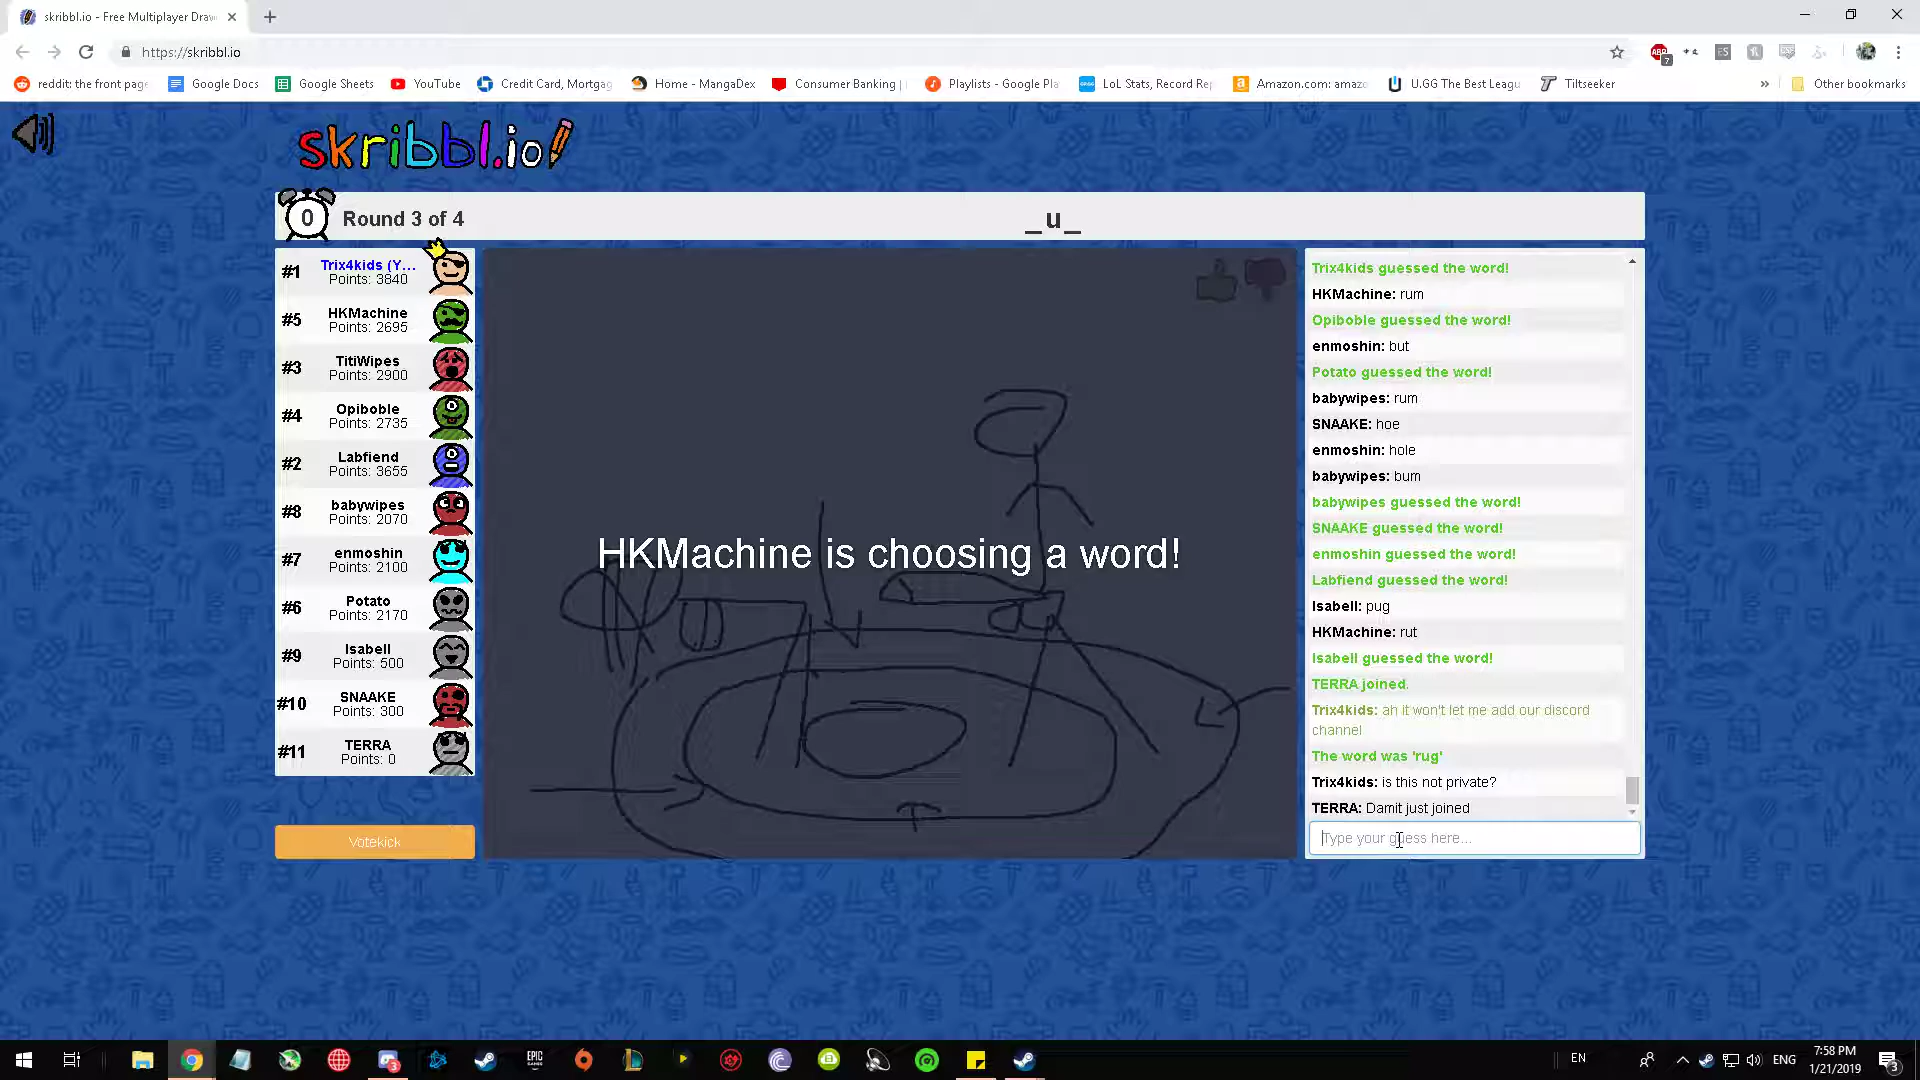 skribbl.io - Free Multiplayer Draw
https://skribbl.io
ABP
7
ES
reddit: the front page
Google Docs
Google Sheets
YouTube
Credit Card, Mortgag
Home - MangaDex
Consumer Banking |
Playlists - Google Pla
LoL Stats, Record Re
Amazon.com: amaz
U.GG The Best Leagu
Tiltseeker
»
Other bookmarks
skribbl.io
0
Round 3 of 4
_u_
#1
Trix4kids (Y...
Points: 3840
#5
HKMachine
Points: 2695
#3
TitiWipes
Points: 2900
#4
Opiboble
Points: 2735
#2
Labfiend
Points: 3655
#8
babywipes
Points: 2070
#7
enmoshin
Points: 2100
#6
Potato
Points: 2170
#9
Isabell
Points: 500
#10
SNAAKE
Points: 300
#11
TERRA
Points: 0
Votekick
HKMachine is choosing a word!
Trix4kids guessed the word!
HKMachine: rum
Opiboble guessed the word!
enmoshin: but
Potato guessed the word!
babywipes: rum
SNAAKE: hoe
enmoshin: hole
babywipes: bum
babywipes guessed the word!
SNAAKE guessed the word!
enmoshin guessed the word!
Labfiend guessed the word!
Isabell: pug
HKMachine: rut
Isabell guessed the word!
TERRA joined.
Trix4kids: ah it won't let me add our discord
channel
The word was 'rug'
Trix4kids: is this not private?
TERRA: Damit just joined
Type your guess here...
3
EPIC
GAMES
EN
ENG
7:58 PM
1/21/2019
3